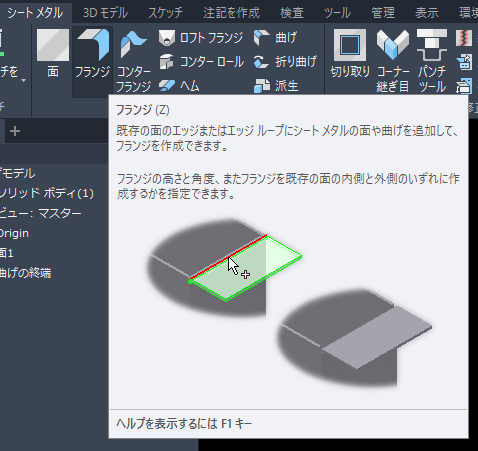 シート メタル 3D モデル スケッチ 注記を作成 検査 ツール 管理 表示 環境
面 フランジ コンター フランジ ロフト フランジ 曲げ 切り取り コーナー 継ぎ目 パンチ ツール
コンター ロール 折り曲げ
ヘム 派生
フランジ (Z)
既存の面のエッジまたはエッジ ループにシート メタルの面や曲げを追加して、
フランジを作成できます。
フランジの高さと角度、またフランジを既存の面の内側と外側のいずれに作
成するかを指定できます。
モデル
ソリッド ボディ(1)
ビュー: マスター
Origin
面1
曲げの終端
ヘルプを表示するには F1 キー